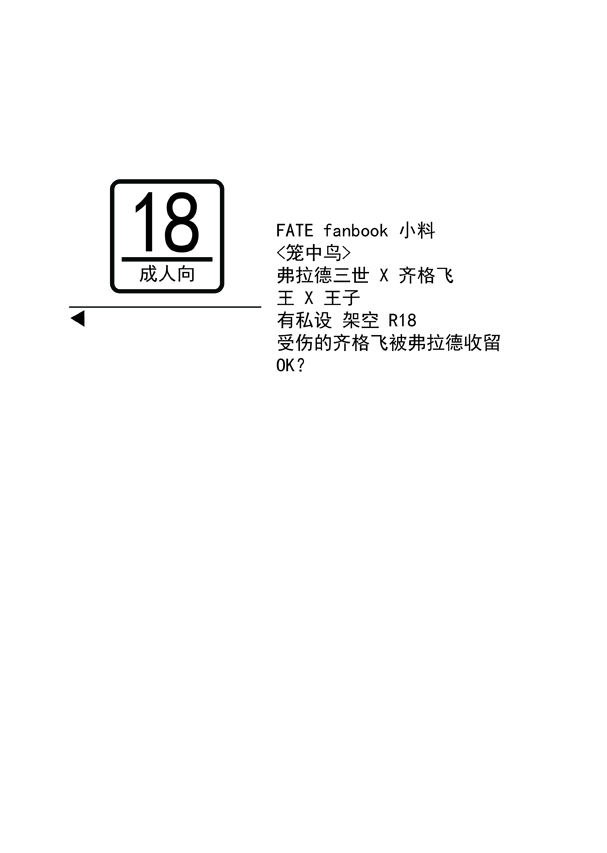 18
成人向
FATE fanbook 小料
<笼中鸟>
弗拉德三世 X 齐格飞
王 X 王子
有私设 架空 R18
受伤的齐格飞被弗拉德收留
OK?